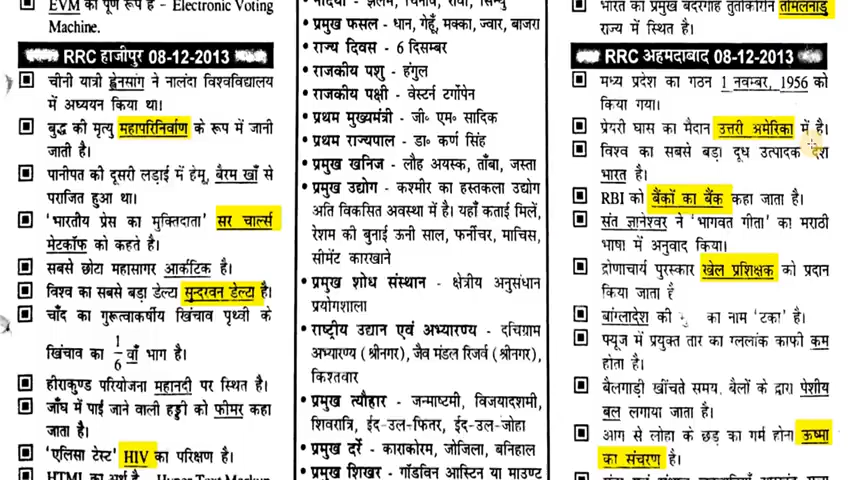 EVM का पूर्ण रूप है - Electronic Voting
Machine.
RRC हाजीपुर 08-12-2013
चीनी यात्री ह्वेनसांग ने नालंदा विश्वविद्यालय
में अध्ययन किया था।
बुद्ध की मृत्यु महापरिनिर्वाण के रूप में जानी
जाती है।
पानीपत की दूसरी लड़ाई में हेमू, बैरम खाँ से
पराजित हुआ था।
'भारतीय प्रेस का मुक्तिदाता' सर चार्ल्स
मेटकॉफ को कहते है।
सबसे छोटा महासागर आर्कटिक है।
विश्व का सबसे बडा डेल्टा सुन्दरवन डेल्टा है।
चाँद का गुरूत्वाकर्षीय खिंचाव पृथ्वी के
खिंचाव का 1/6 वाँ भाग है।
हीराकुण्ड परियोजना महानदी पर स्थित है।
जाँघ में पाई जाने वाली हड्डी को फीमर कहा
जाता है।
'एलिसा टेस्ट' HIV का परिक्षण है।
HTML का अर्थ है - Hyper Text Markup
नदियाँ - झेलम, चिनाब, रावी, सिन्धु
• प्रमुख फसल - धान, गेहूँ, मक्का, ज्वार, बाजरा
• राज्य दिवस - 6 दिसम्बर
• राजकीय पशु - हंगुल
• राजकीय पक्षी - वेस्टर्न टर्गोपेन
• प्रथम मुख्यमंत्री - जी॰ एम॰ सादिक
• प्रथम राज्यपाल - डा॰ कर्ण सिंह
• प्रमुख खनिज - लौह अयस्क, ताँबा, जस्ता
• प्रमुख उद्योग - कश्मीर का हस्तकला उद्योग
अति विकसित अवस्था में है। यहाँ कताई मिलें,
रेशम की बुनाई ऊनी साल, फर्नीचर, माचिस,
सीमेंट कारखाने
• प्रमुख शोध संस्थान - क्षेत्रीय अनुसंधान
प्रयोगशाला
• राष्ट्रीय उद्यान एवं अभ्यारण्य - दचिग्राम
अभ्यारण्य (श्रीनगर), जैव मंडल रिजर्व (श्रीनगर),
किश्तवार
• प्रमुख त्यौहार - जन्माष्टमी, विजयादशमी,
शिवरात्रि, ईद-उल-फितर, ईद-उल-जोहा
• प्रमुख दर्रे - काराकोरम, जोजिला, बनिहाल
• प्रमुख शिखर - गॉडविन आस्टिन या माउण्ट
भारत का प्रमुख बंदरगाह तुतीकोरिन तमिलनाडु
राज्य में स्थित है।
RRC अहमदाबाद 08-12-2013
मध्य प्रदेश का गठन 1 नवम्बर, 1956 को
किया गया।
प्रेयरी घास का मैदान उत्तरी अमेरिका में है।
विश्व का सबसे बड़ा दूध उत्पादक देश
भारत है।
RBI को बैंकों का बैंक कहा जाता है।
संत ज्ञानेश्वर ने 'भागवत गीता' का मराठी
भाषा में अनुवाद किया।
द्रोणाचार्य पुरस्कार खेल प्रशिक्षक को प्रदान
किया जाता है
बांग्लादेश की का नाम 'टका' है।
फ्यूज में प्रयुक्त तार का गलनांक काफी कम
होता है।
बैलगाड़ी खींचते समय, बैलों के द्वारा पेशीय
बल लगाया जाता है।
आग से लोहा के छड़ का गर्म होना ऊष्मा
का संचरण है।